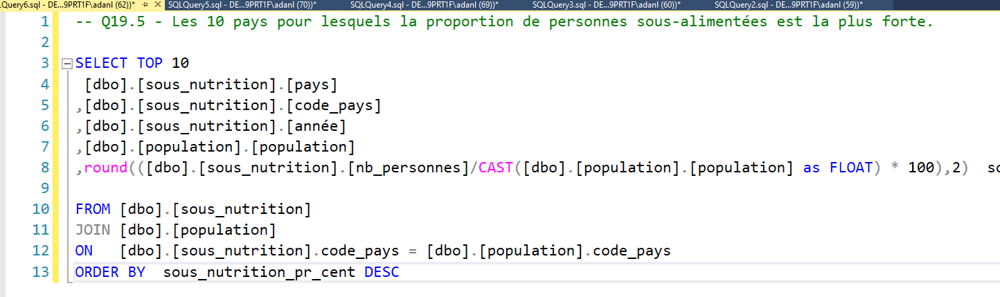 LQuery6.sql - DE...9PRT1F\adanl (62))* SQLQuery5.sql - DE...9PRT1F\adanl (70))* SQLQuery4.sql - DE...9PRT1F\adanl (69))* SQLQuery3.sql - DE...9PRT1F\adanl (60))* SQLQuery2.sql - DE...9PRT1F\adanl (59))*
1 -- Q19.5 - Les 10 pays pour lesquels la proportion de personnes sous-alimentées est la plus forte.
2
3 SELECT TOP 10
4 [dbo].[sous_nutrition].[pays]
5 ,[dbo].[sous_nutrition].[code_pays]
6 ,[dbo].[sous_nutrition].[année]
7 ,[dbo].[population].[population]
8 ,round(([dbo].[sous_nutrition].[nb_personnes]/CAST([dbo].[population].[population] as FLOAT) * 100),2) so
9
10 FROM [dbo].[sous_nutrition]
11 JOIN [dbo].[population]
12 ON [dbo].[sous_nutrition].code_pays = [dbo].[population].code_pays
13 ORDER BY sous_nutrition_pr_cent DESC